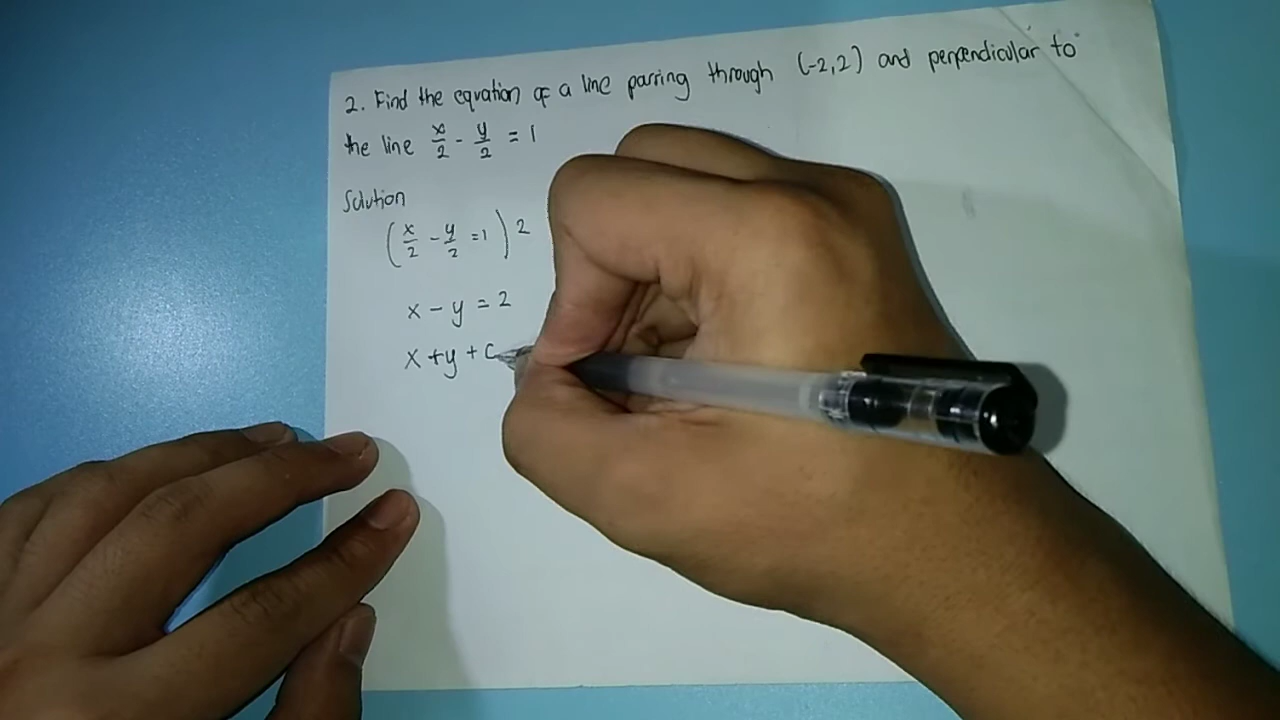 2. Find the equation of a line passing through (-2,2) and perpendicular to
the line x/2 - y/2 = 1
Solution
(x/2 - y/2 = 1) 2
x - y = 2
x + y + C